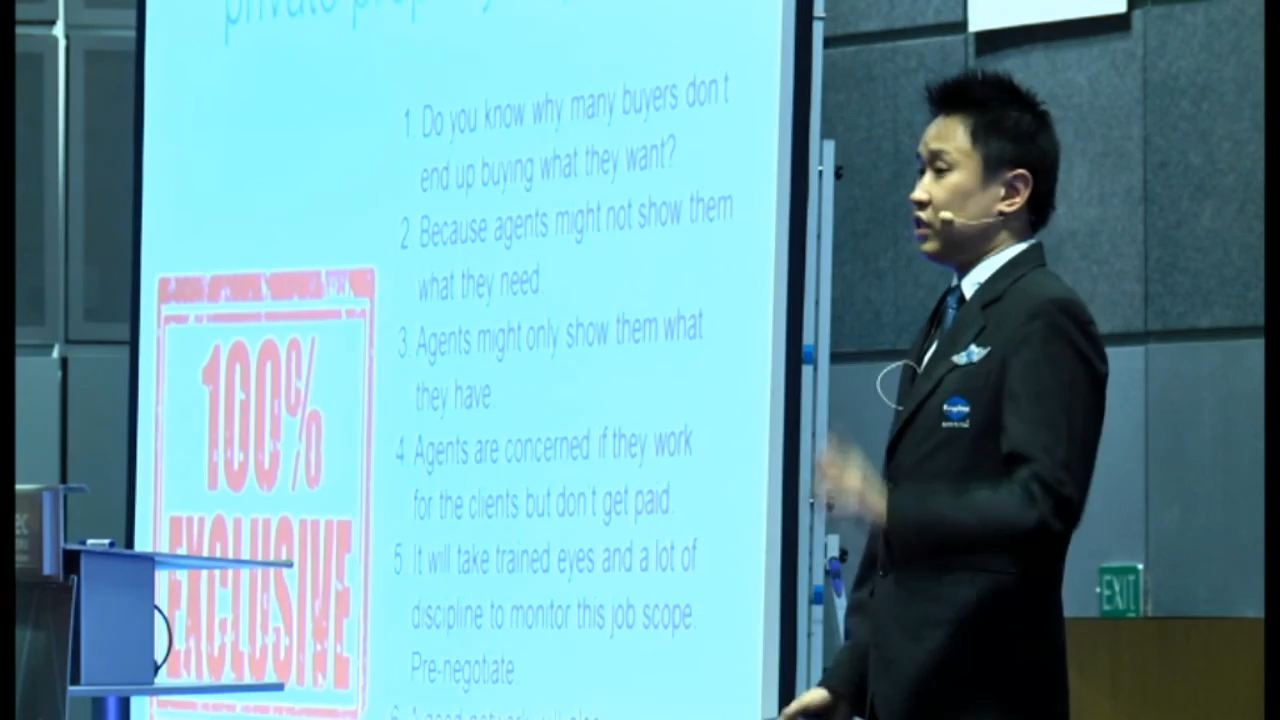 private
1. Do you know why many buyers don't
end up buying what they want?
2. Because agents might not show them
what they need.
3. Agents might only show them what
they have.
4. Agents are concerned if they work
for the clients but don't get paid.
5. It will take trained eyes and a lot of
discipline to monitor this job scope.
Pre-negotiate
100%
EXCLUSIVE
EXIT